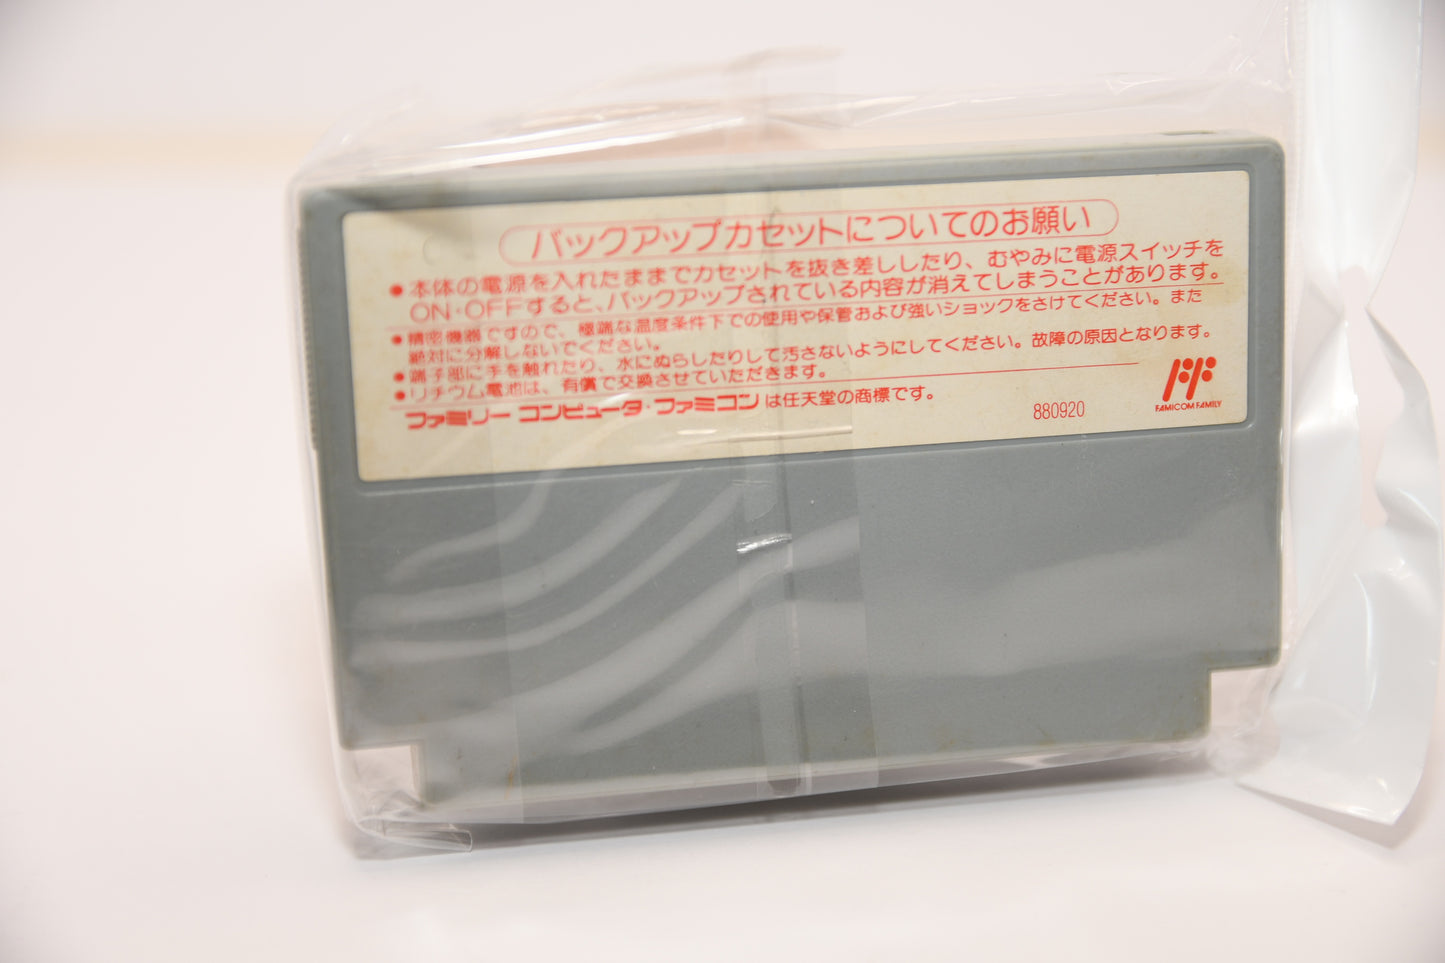 バックアップカセットについてのお願い
●本体の電源を入れたままでカセットを抜き差ししたり、むやみに電源スイッチを
ON・OFFすると、バックアップされている内容が消えてしまうことがあります。
●精密機器ですので、極端な温度条件下での使用や保管および強いショックをさけてください。また
絶対に分解しないでください。
●端子部に手を触れたり、水にぬらしたりして汚さないようにしてください。故障の原因となります。
●リチウム電池は、有償で交換させていただきます。
ファミリーコンピュータ・ファミコンは任天堂の商標です。
880920
FAMICOM FAMILY